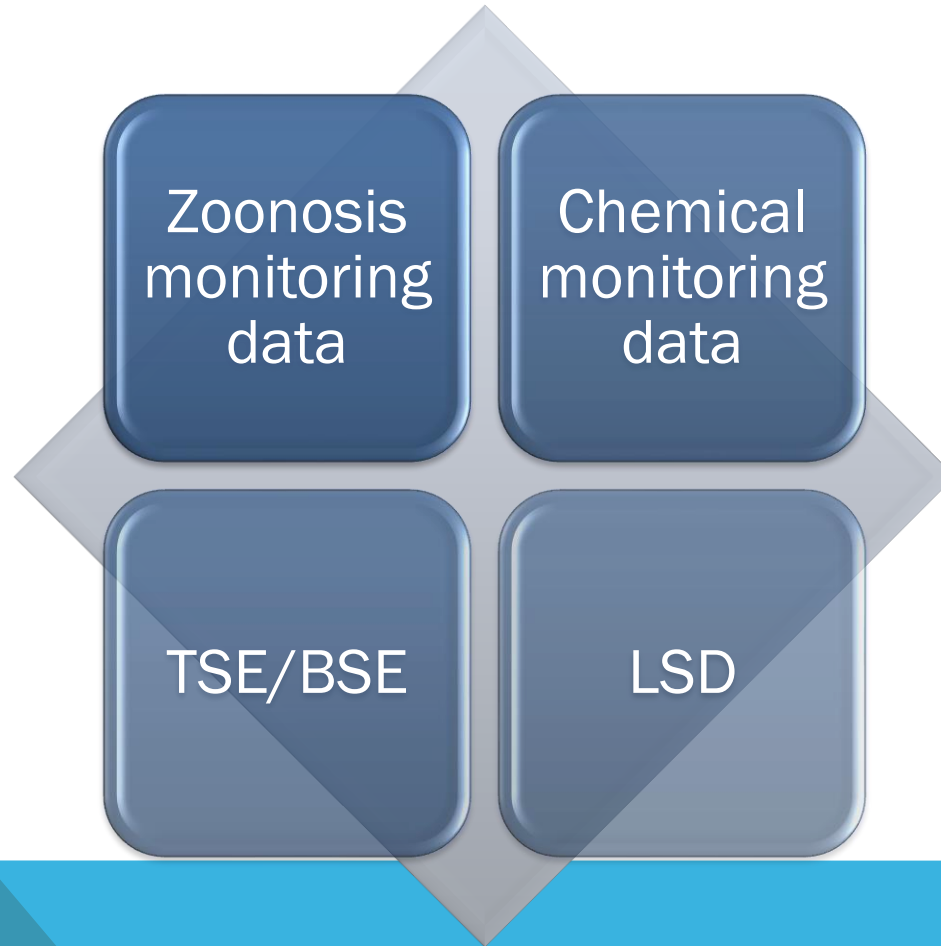 Zoonosis
monitoring
data
Chemical
monitoring
data
TSE/BSE
LSD